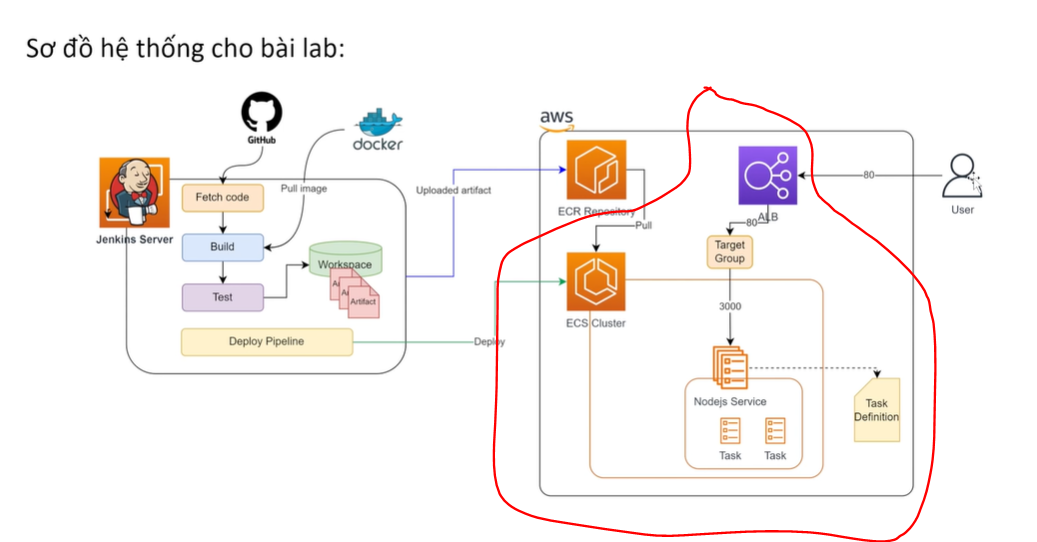 Sơ đồ hệ thống cho bài lab:
GitHub
docker
Jenkins Server
Fetch code
Pull image
Build
Test
Workspace
Ar
A
Artifact
Deploy Pipeline
Uploaded artifact
Deploy
aws
ECR Repository
Pull
ECS Cluster
ALB
80
80
User
Target
Group
3000
Nodejs Service
Task
Task
Task
Definition